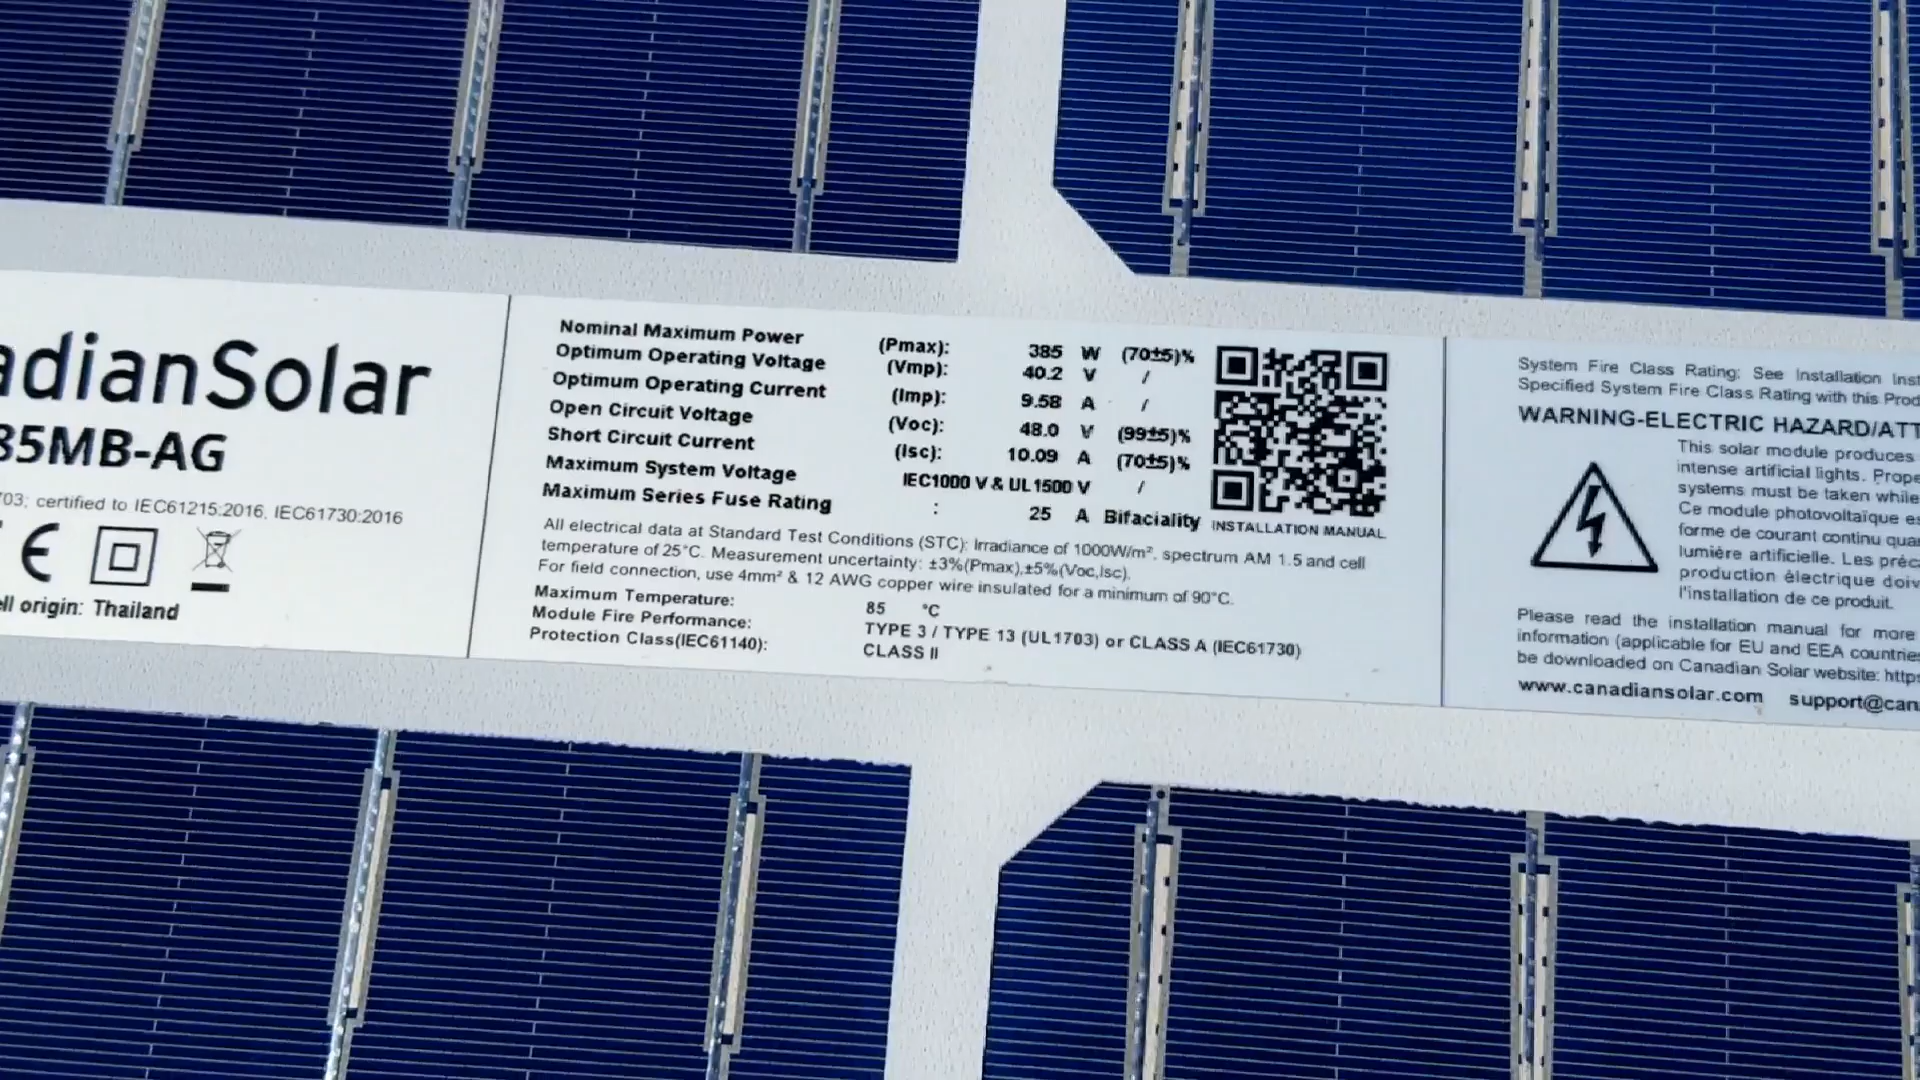 adianSolar
85MB-AG
703; certified to IEC61215:2016, IEC61730:2016
CE
ll origin: Thailand
Nominal Maximum Power (Pmax): 385 W (70±5)%
Optimum Operating Voltage (Vmp): 40.2 V /
Optimum Operating Current (Imp): 9.58 A /
Open Circuit Voltage (Voc): 48.0 V (99±5)%
Short Circuit Current (Isc): 10.09 A (70±5)%
Maximum System Voltage IEC1000 V & UL1500 V /
Maximum Series Fuse Rating : 25 A Bifaciality
INSTALLATION MANUAL
All electrical data at Standard Test Conditions (STC): Irradiance of 1000W/m², spectrum AM 1.5 and cell
temperature of 25°C. Measurement uncertainty: ±3%(Pmax),±5%(Voc,Isc).
For field connection, use 4mm² & 12 AWG copper wire insulated for a minimum of 90°C.
Maximum Temperature: 85 °C
Module Fire Performance: TYPE 3 / TYPE 13 (UL1703) or CLASS A (IEC61730)
Protection Class(IEC61140): CLASS II
System Fire Class Rating: See Installation Inst
Specified System Fire Class Rating with this Prod
WARNING-ELECTRIC HAZARD/ATT
This solar module produces
intense artificial lights. Prope
systems must be taken while
Ce module photovoltaïque es
forme de courant continu qua
lumière artificielle. Les préc
production électrique doiv
l'installation de ce produit.
Please read the installation manual for more
information (applicable for EU and EEA countries
be downloaded on Canadian Solar website: https
www.canadiansolar.com support@can